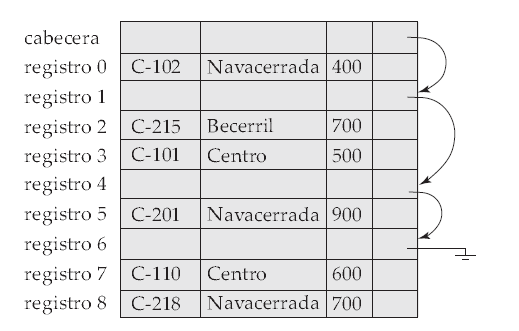 cabecera
registro 0 C-102 Navacerrada 400
registro 1
registro 2 C-215 Becerril 700
registro 3 C-101 Centro 500
registro 4
registro 5 C-201 Navacerrada 900
registro 6
registro 7 C-110 Centro 600
registro 8 C-218 Navacerrada 700